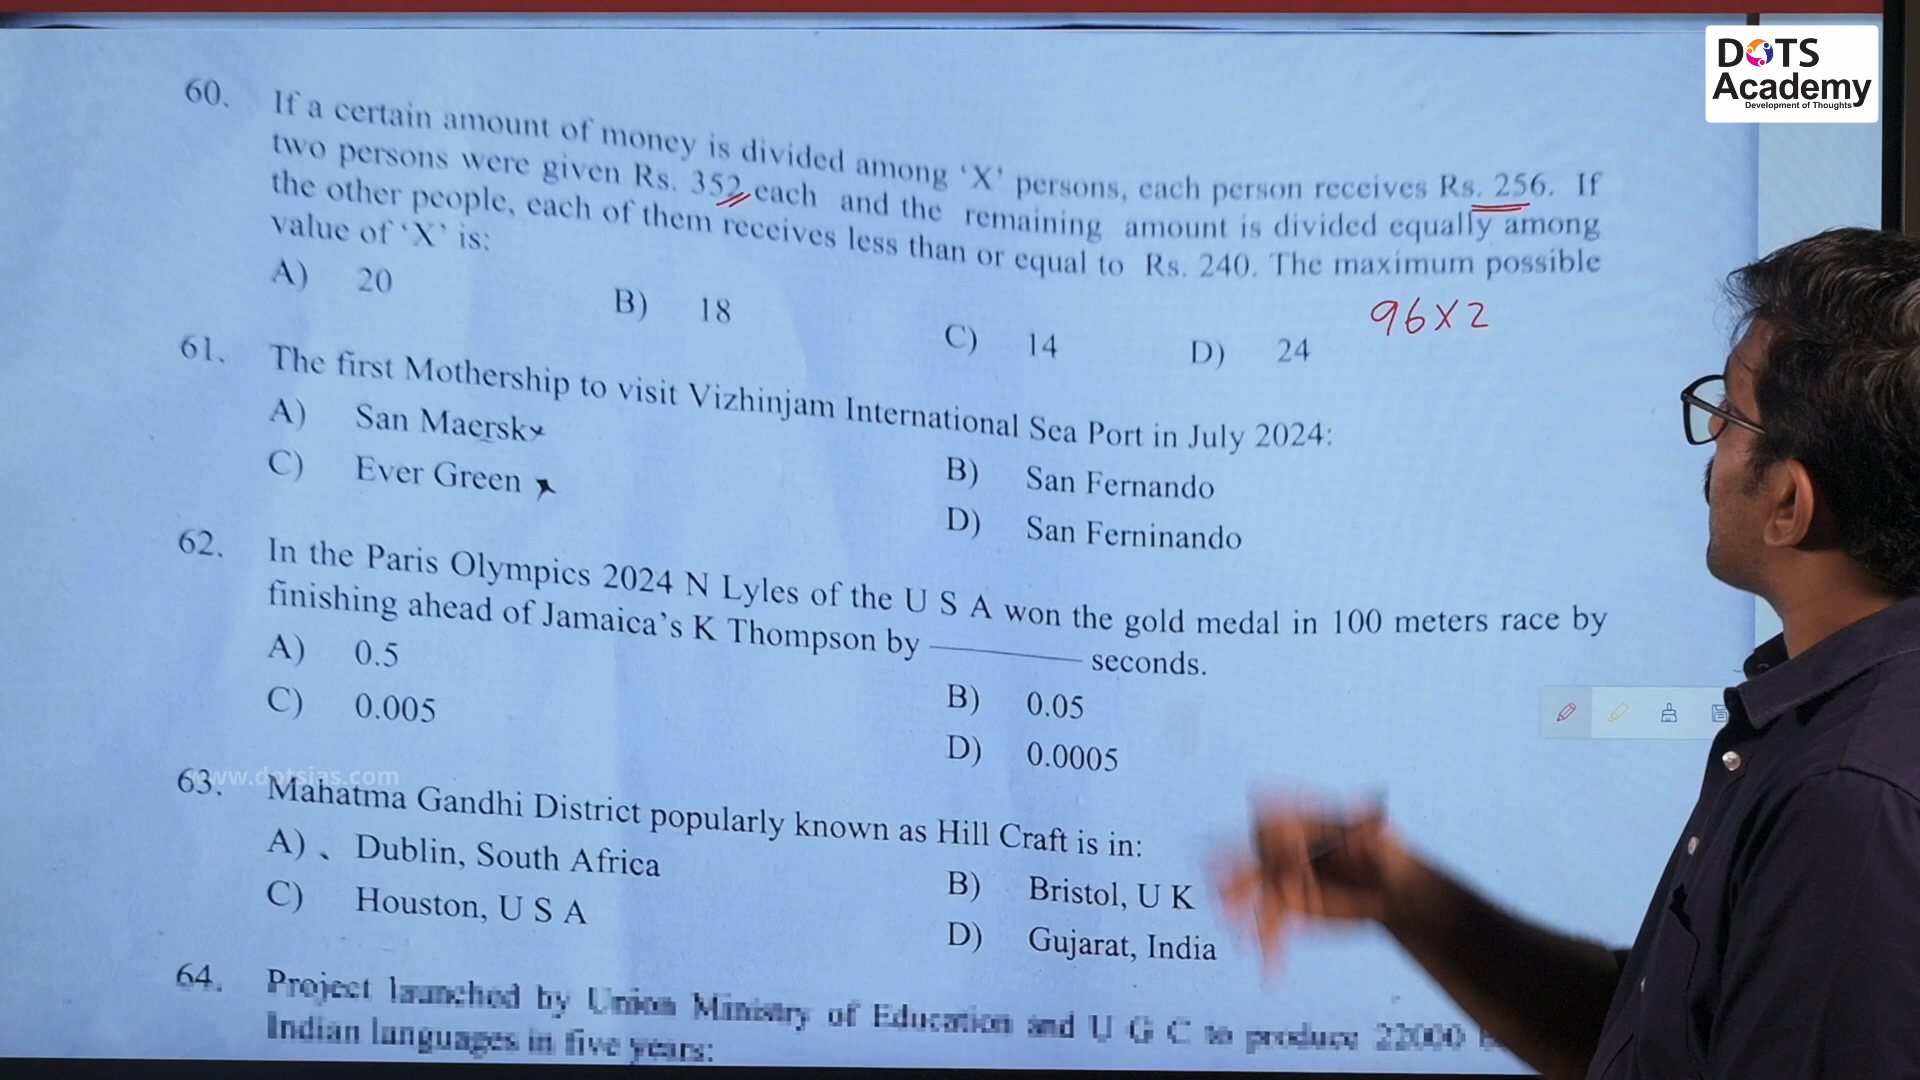 DOTS
Academy
Development of Thoughts
60. If a certain amount of money is divided among ‘X’ persons, each person receives Rs. 256. If
two persons were given Rs. 352 each and the remaining amount is divided equally among
the other people, each of them receives less than or equal to Rs. 240. The maximum possible
value of ‘X’ is:
A) 20 B) 18 C) 14 D) 24
96X2
61. The first Mothership to visit Vizhinjam International Sea Port in July 2024:
A) San Maersk B) San Fernando
C) Ever Green D) San Ferninando
62. In the Paris Olympics 2024 N Lyles of the U S A won the gold medal in 100 meters race by
finishing ahead of Jamaica’s K Thompson by ________ seconds.
A) 0.5 B) 0.05
C) 0.005 D) 0.0005
www.dotsias.com
63. Mahatma Gandhi District popularly known as Hill Craft is in:
A) Dublin, South Africa B) Bristol, U K
C) Houston, U S A D) Gujarat, India
64. Project launched by Union Ministry of Education and U G C to produce 22000
Indian languages in five years: